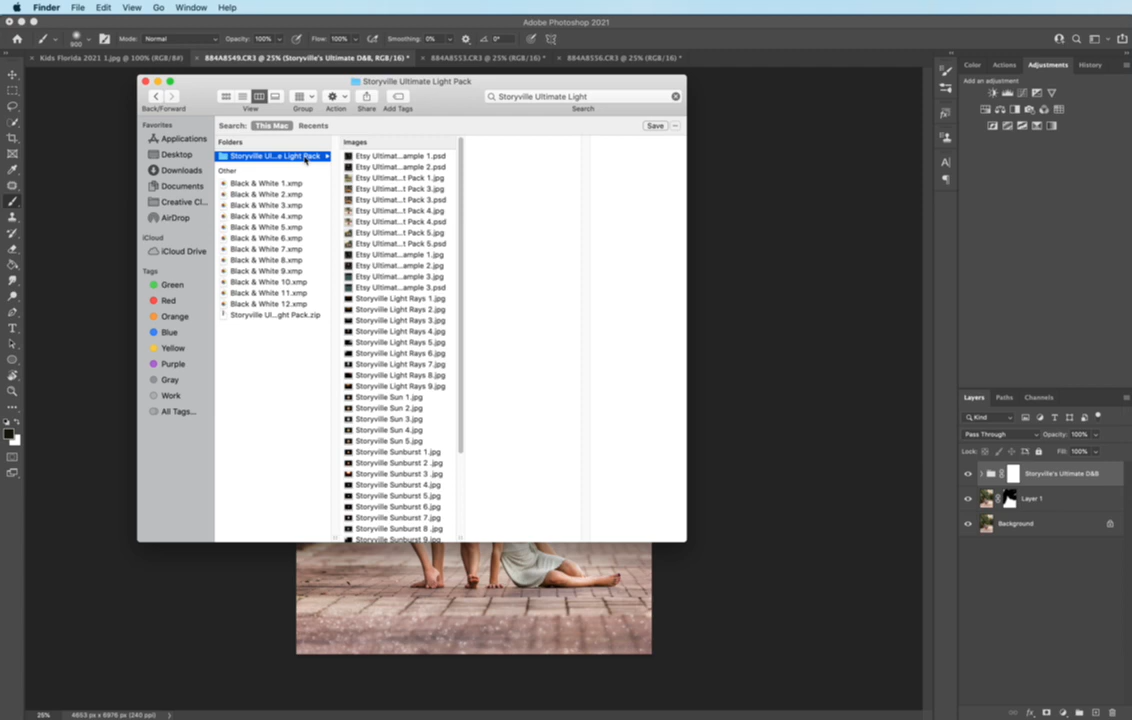 Finder File Edit View Go Window Help
Adobe Photoshop 2021
900 Mode: Normal Opacity: 100% Flow: 100% Smoothing: 0% 0°
Kids Florida 2021 1.jpg @ 100% (RGB/8#) 884A8549.CR3 @ 25% (Storyville's Ultimate D&B, RGB/16) * 884A8553.CR3 @ 25% (RGB/16) * 884A8556.CR3 @ 25% (RGB/16) *
Storyville Ultimate Light Pack
Storyville Ultimate Light
Back/Forward View Group Action Share Add Tags Search
Search: This Mac Recents Save
Favorites
Applications
Desktop
Downloads
Documents
Creative Cl...
AirDrop
iCloud
iCloud Drive
Tags
Green
Red
Orange
Blue
Yellow
Purple
Gray
Work
All Tags...
Folders
Storyville Ul...e Light Pack
Other
Black & White 1.xmp
Black & White 2.xmp
Black & White 3.xmp
Black & White 4.xmp
Black & White 5.xmp
Black & White 6.xmp
Black & White 7.xmp
Black & White 8.xmp
Black & White 9.xmp
Black & White 10.xmp
Black & White 11.xmp
Black & White 12.xmp
Storyville Ul...ght Pack.zip
Images
Etsy Ultimat...ample 1.psd
Etsy Ultimat...ample 2.psd
Etsy Ultimat...t Pack 1.jpg
Etsy Ultimat...t Pack 3.jpg
Etsy Ultimat...t Pack 3.psd
Etsy Ultimat...t Pack 4.jpg
Etsy Ultimat...t Pack 4.psd
Etsy Ultimat...t Pack 5.jpg
Etsy Ultimat...t Pack 5.psd
Etsy Ultimat...ample 1.jpg
Etsy Ultimat...ample 2.jpg
Etsy Ultimat...ample 3.jpg
Etsy Ultimat...ample 3.psd
Storyville Light Rays 1.jpg
Storyville Light Rays 2.jpg
Storyville Light Rays 3.jpg
Storyville Light Rays 4.jpg
Storyville Light Rays 5.jpg
Storyville Light Rays 6.jpg
Storyville Light Rays 7.jpg
Storyville Light Rays 8.jpg
Storyville Light Rays 9.jpg
Storyville Sun 1.jpg
Storyville Sun 2.jpg
Storyville Sun 3.jpg
Storyville Sun 4.jpg
Storyville Sun 5.jpg
Storyville Sunburst 1.jpg
Storyville Sunburst 2 .jpg
Storyville Sunburst 3 .jpg
Storyville Sunburst 4.jpg
Storyville Sunburst 5.jpg
Storyville Sunburst 6.jpg
Storyville Sunburst 7.jpg
Storyville Sunburst 8 .jpg
Storyville Sunburst 9.jpg
Color Actions Adjustments History
Add an adjustment
Layers Paths Channels
Kind
Pass Through Opacity: 100%
Lock: Fill: 100%
Storyville's Ultimate D&B
Layer 1
Background
25% 4653 px x 6976 px (240 ppi)